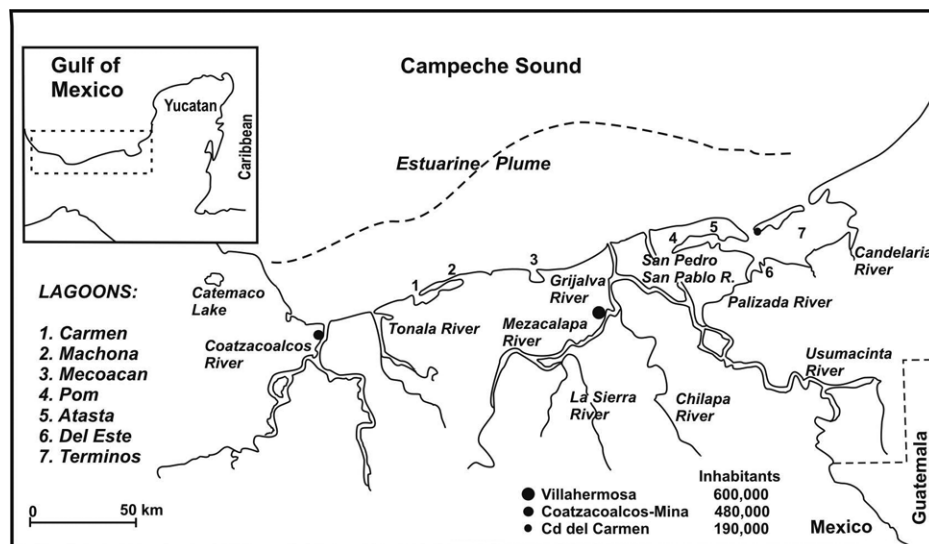 Gulf of
Mexico
Yucatan
Caribbean
Campeche Sound
Estuarine Plume
Catemaco
Lake
Coatzacoalcos
River
Tonala River
1
2
3
Grijalva
River
Mezacalapa
River
La Sierra
River
Chilapa
River
San Pedro
San Pablo R.
4
5
6
7
Palizada River
Candelaria
River
Usumacinta
River
Guatemala
Mexico
LAGOONS:
1. Carmen
2. Machona
3. Mecoacan
4. Pom
5. Atasta
6. Del Este
7. Terminos
0 50 km
Inhabitants
Villahermosa 600,000
Coatzacoalcos-Mina 480,000
Cd del Carmen 190,000